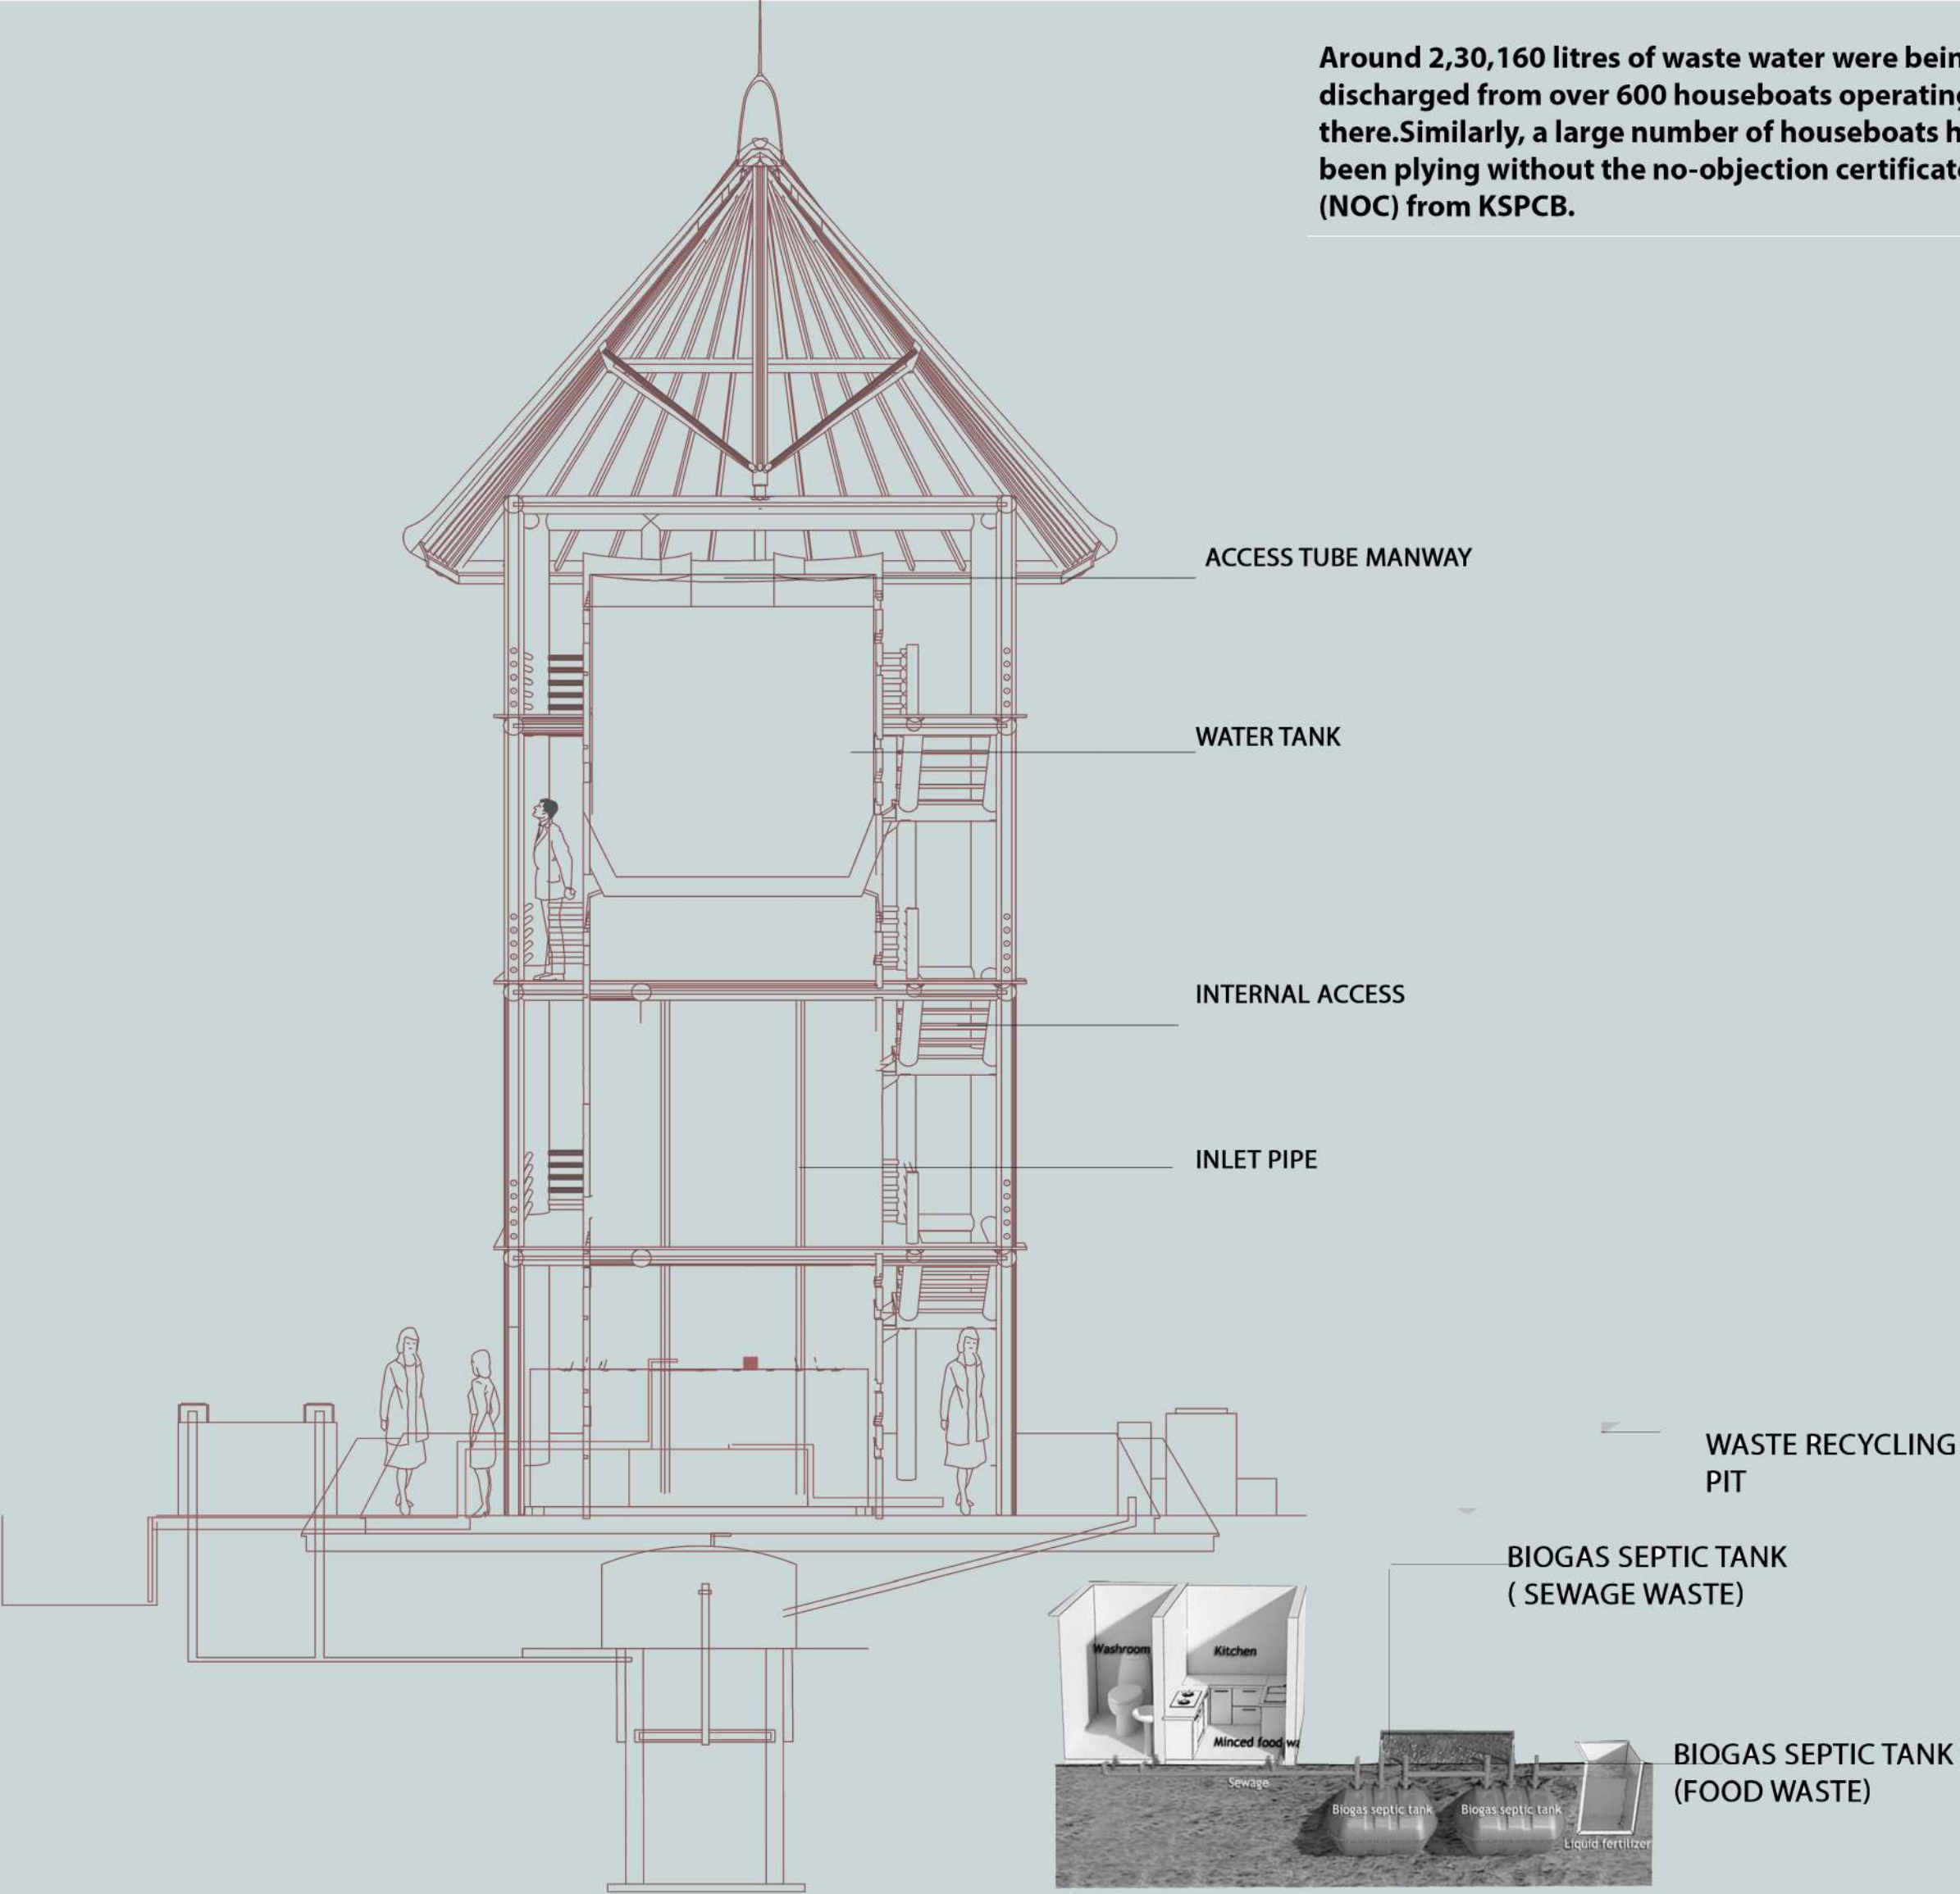 Around 2,30,160 litres of waste water were bein
discharged from over 600 houseboats operating
there.Similarly, a large number of houseboats h
been plying without the no-objection certificate
(NOC) from KSPCB.
ACCESS TUBE MANWAY
WATER TANK
INTERNAL ACCESS
INLET PIPE
WASTE RECYCLING
PIT
BIOGAS SEPTIC TANK
( SEWAGE WASTE)
Washroom
Kitchen
Minced food wa
Sewage
BIOGAS SEPTIC TANK
(FOOD WASTE)
Biogas septic tank
Biogas septic tank
Liquid fertilizer